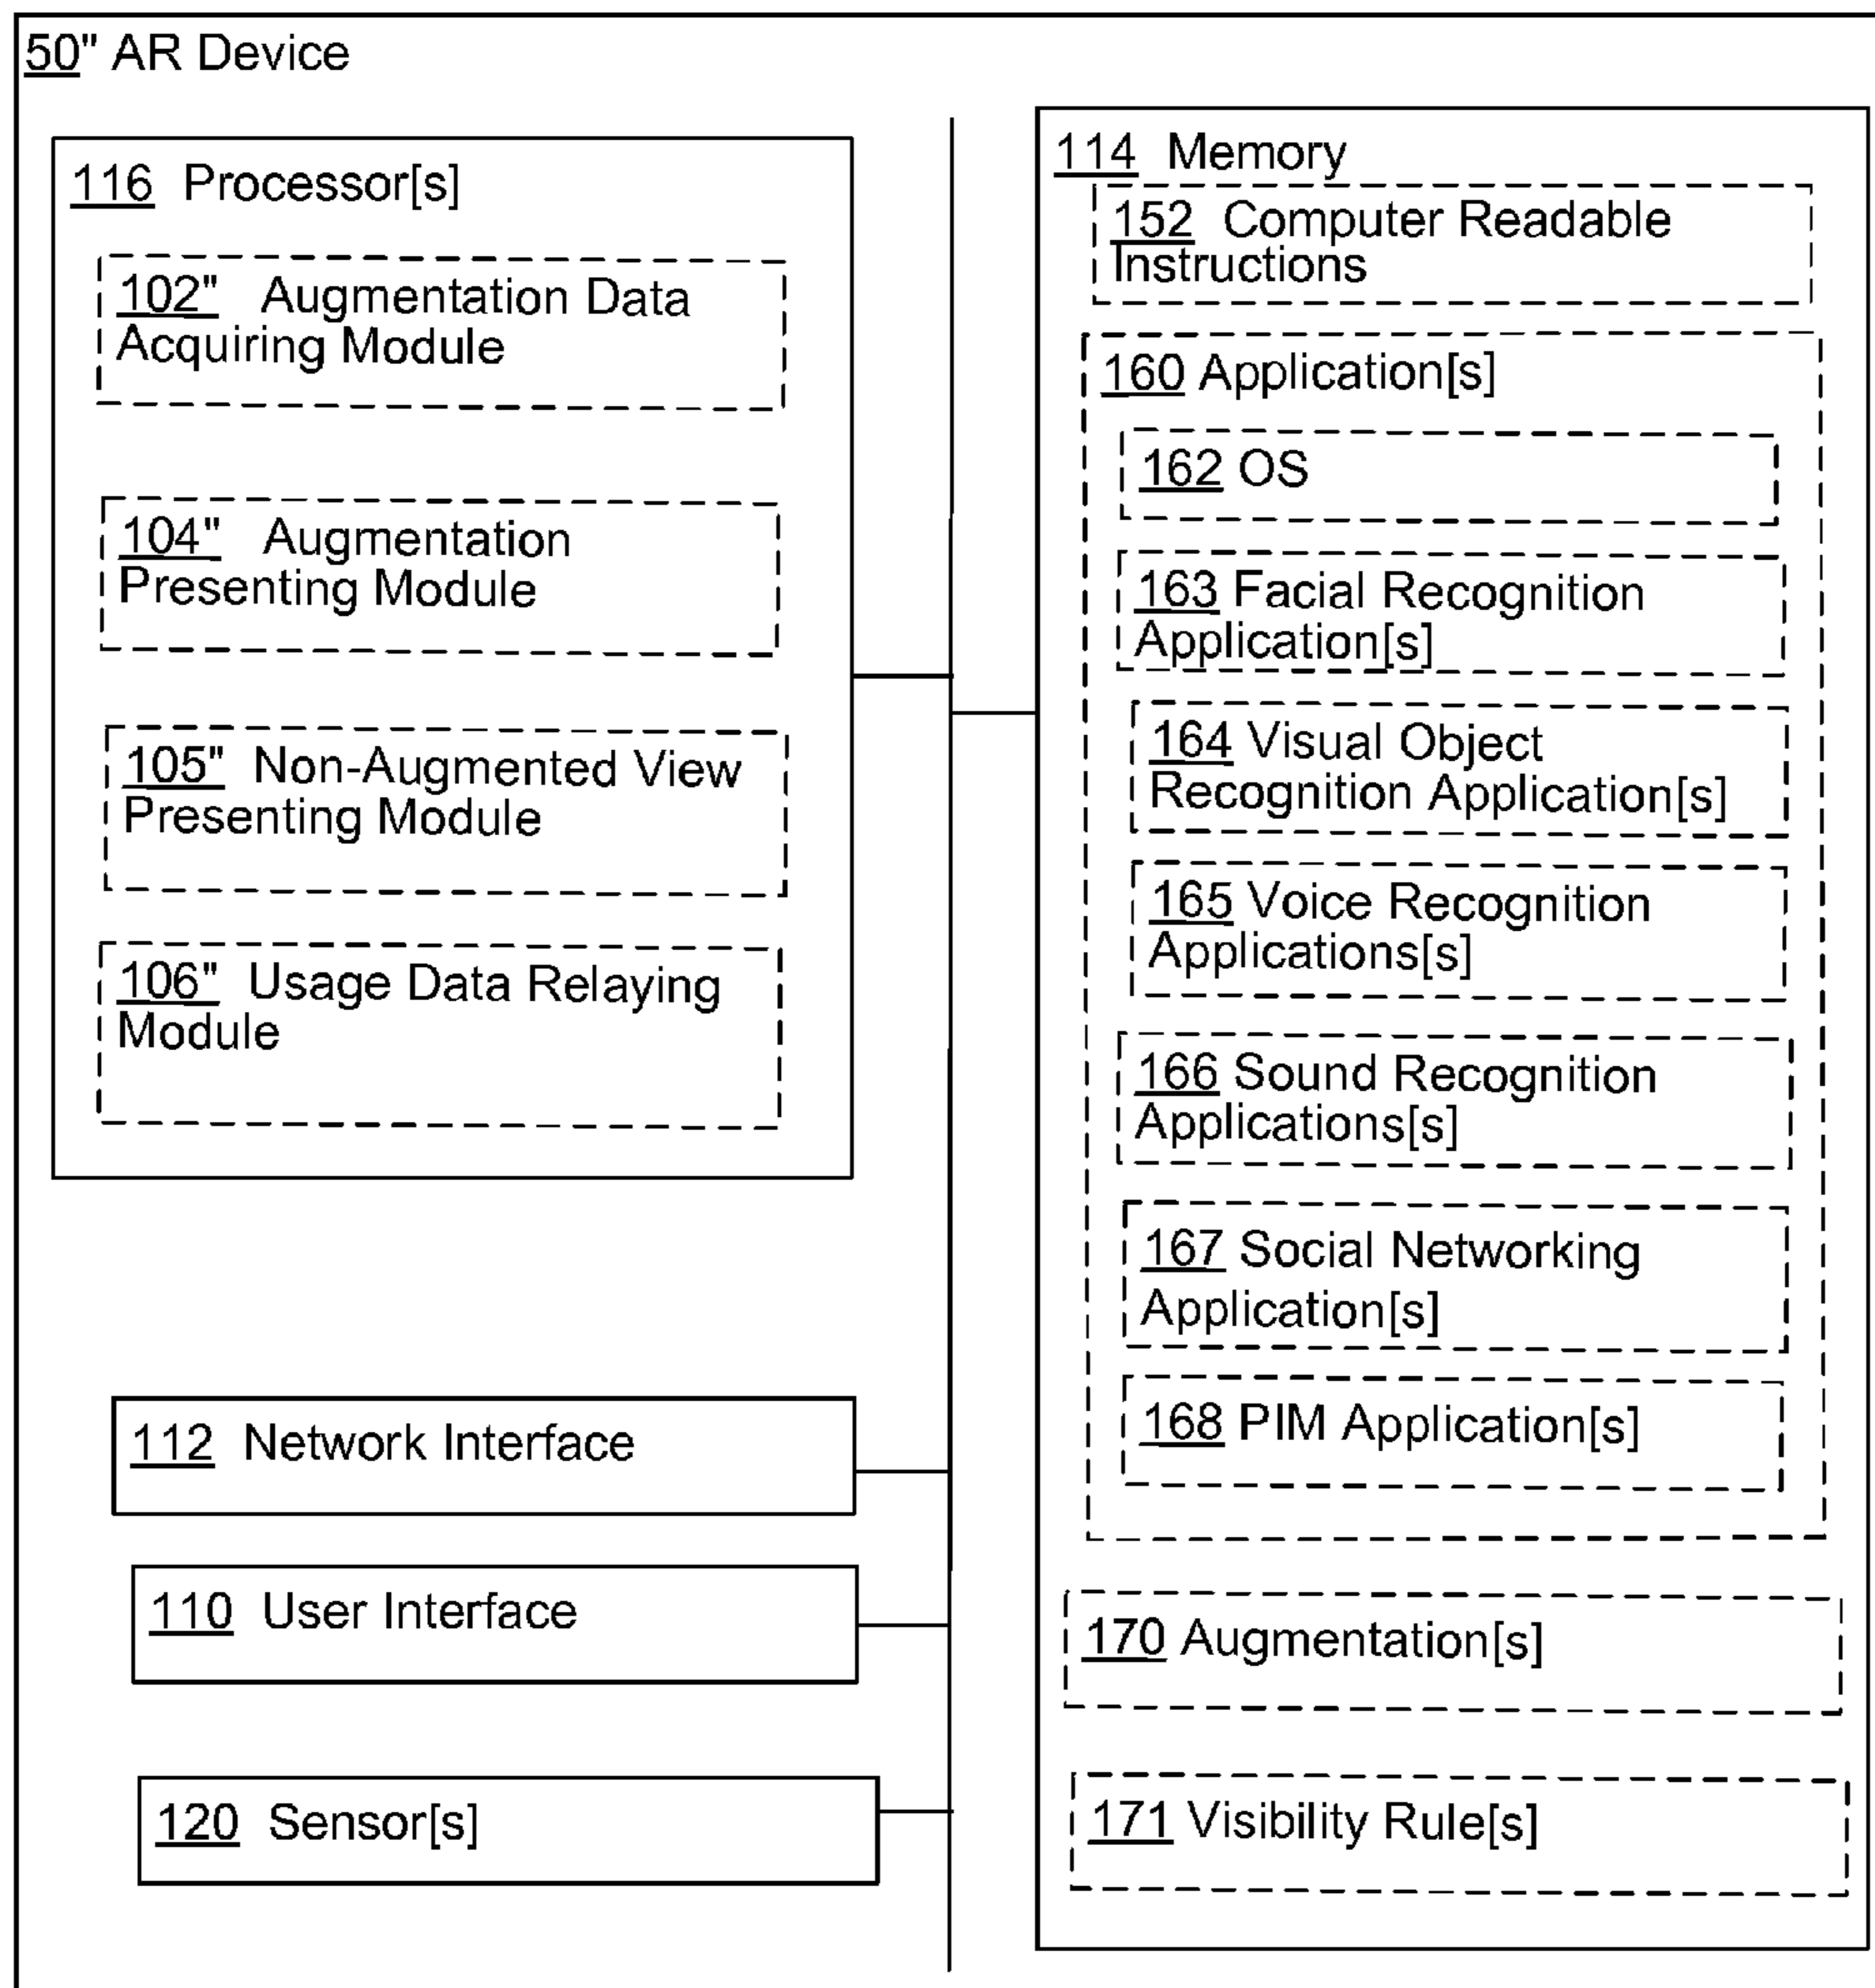 50" AR Device
116 Processor[s]
102" Augmentation Data
Acquiring Module
104" Augmentation
Presenting Module
105" Non-Augmented View
Presenting Module
106" Usage Data Relaying
Module
112 Network Interface
110 User Interface
120 Sensor[s]
114 Memory
152 Computer Readable
Instructions
160 Application[s]
162 OS
163 Facial Recognition
Application[s]
164 Visual Object
Recognition Application[s]
165 Voice Recognition
Applications[s]
166 Sound Recognition
Applications[s]
167 Social Networking
Application[s]
168 PIM Application[s]
170 Augmentation[s]
171 Visibility Rule[s]